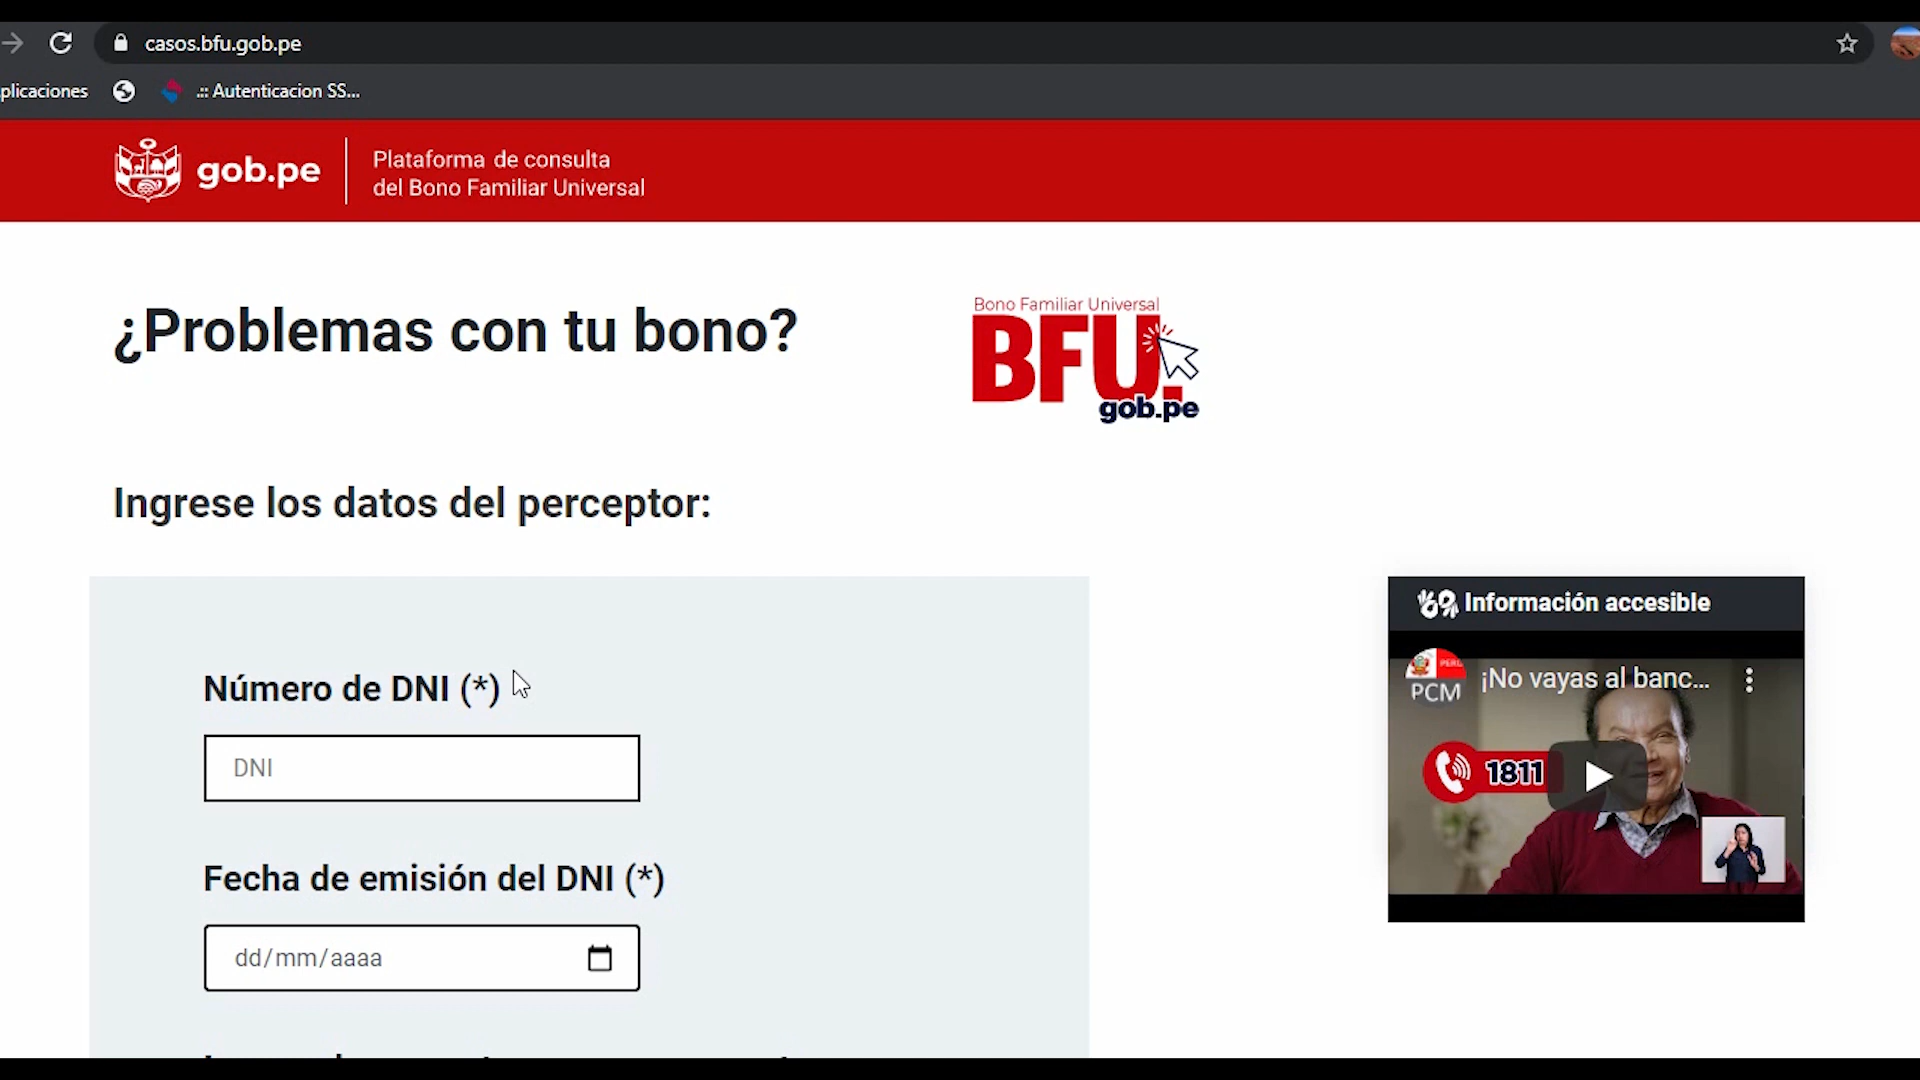 casos.bfu.gob.pe
plicaciones
.:: Autenticacion SS...
gob.pe
Plataforma de consulta
del Bono Familiar Universal
¿Problemas con tu bono?
Bono Familiar Universal
BFU.
gob.pe
Ingrese los datos del perceptor:
Información accesible
PERÚ
PCM
¡No vayas al banc...
1811
Número de DNI (*)
DNI
Fecha de emisión del DNI (*)
dd/mm/aaaa